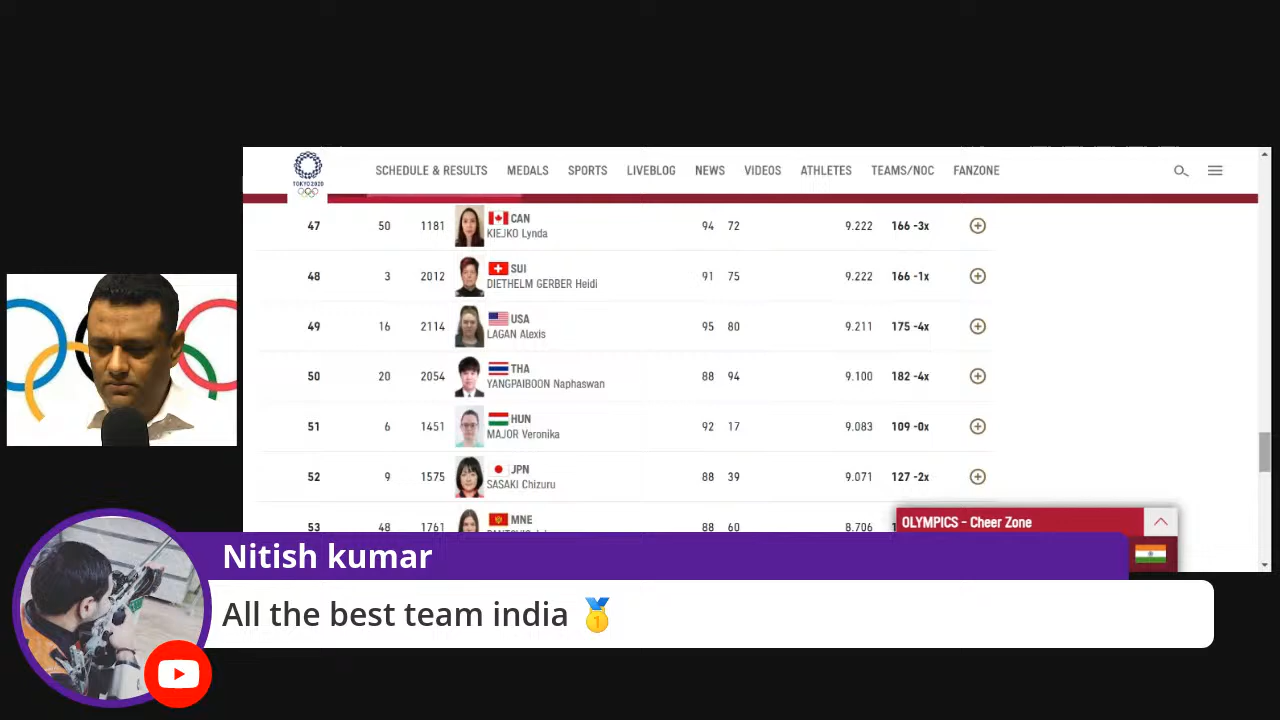 TOKYO 2020
SCHEDULE & RESULTS MEDALS SPORTS LIVEBLOG NEWS VIDEOS ATHLETES TEAMS/NOC FANZONE
47 50 1181 CAN 94 72 9.222 166 -3x
KIEJKO Lynda
48 3 2012 SUI 91 75 9.222 166 -1x
DIETHELM GERBER Heidi
49 16 2114 USA 95 80 9.211 175 -4x
LAGAN Alexis
50 20 2054 THA 88 94 9.100 182 -4x
YANGPAIBOON Naphaswan
51 6 1451 HUN 92 17 9.083 109 -0x
MAJOR Veronika
52 9 1575 JPN 88 39 9.071 127 -2x
SASAKI Chizuru
53 48 1761 MNE 88 60 8.706
OLYMPICS - Cheer Zone
Nitish kumar
All the best team india 🥇